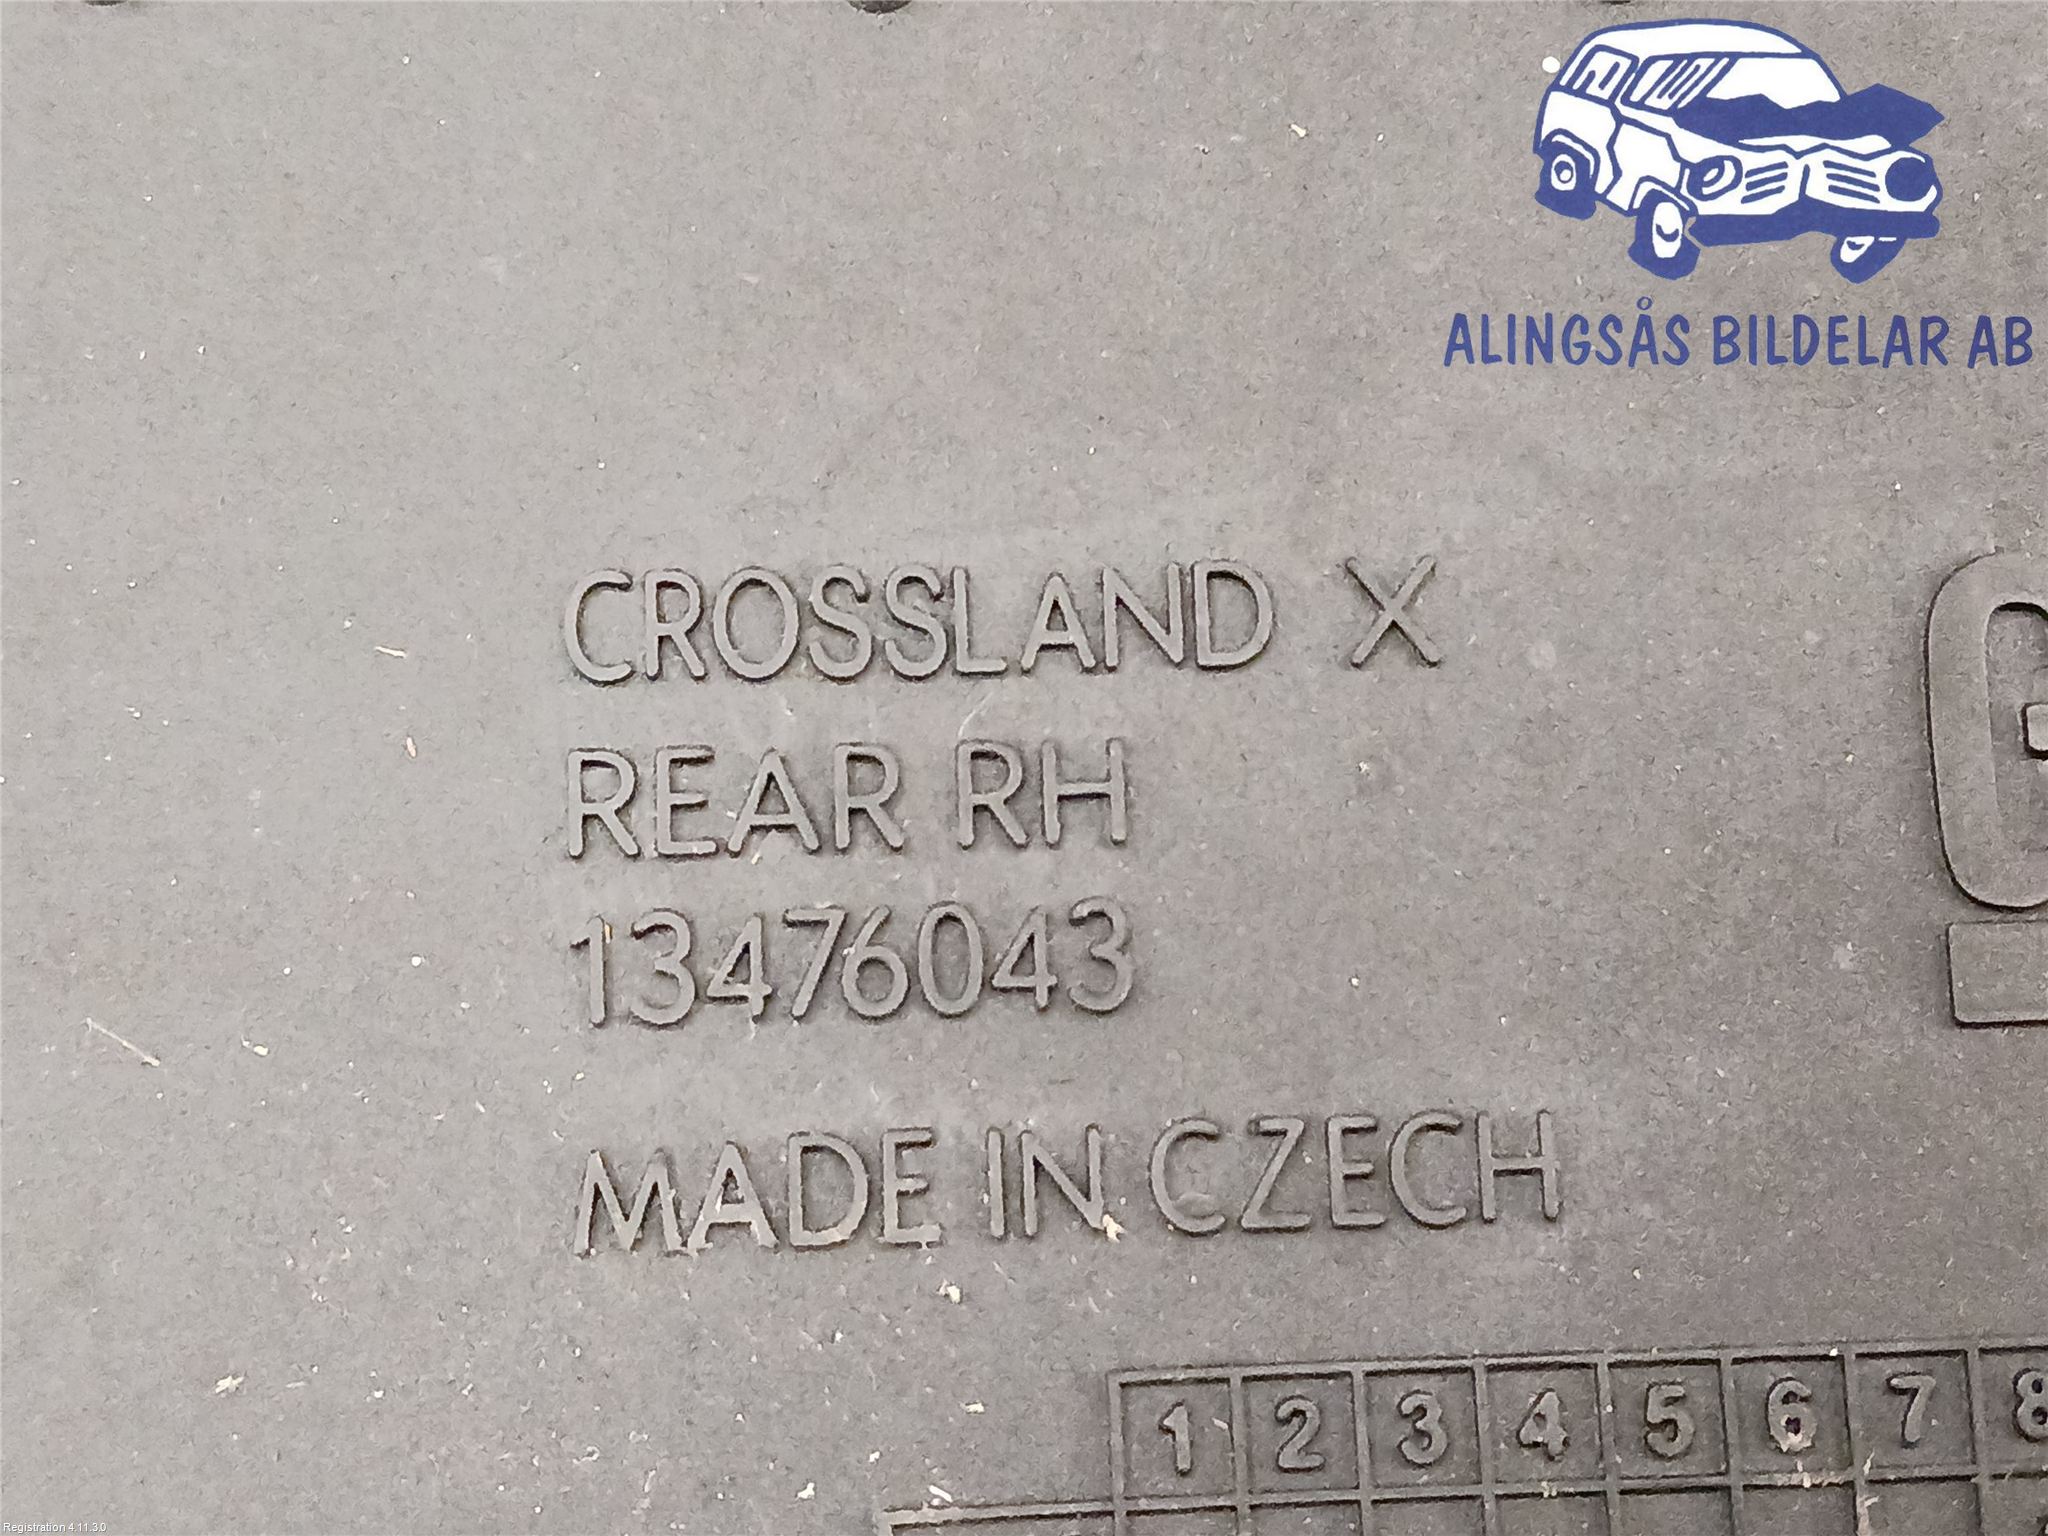 ALINGSÅS BILDELAR AB
CROSSLAND X
REAR RH
13476043
MADE IN CZECH
1 2 3 4 5 6 7 8
Registration 4.11.3.0